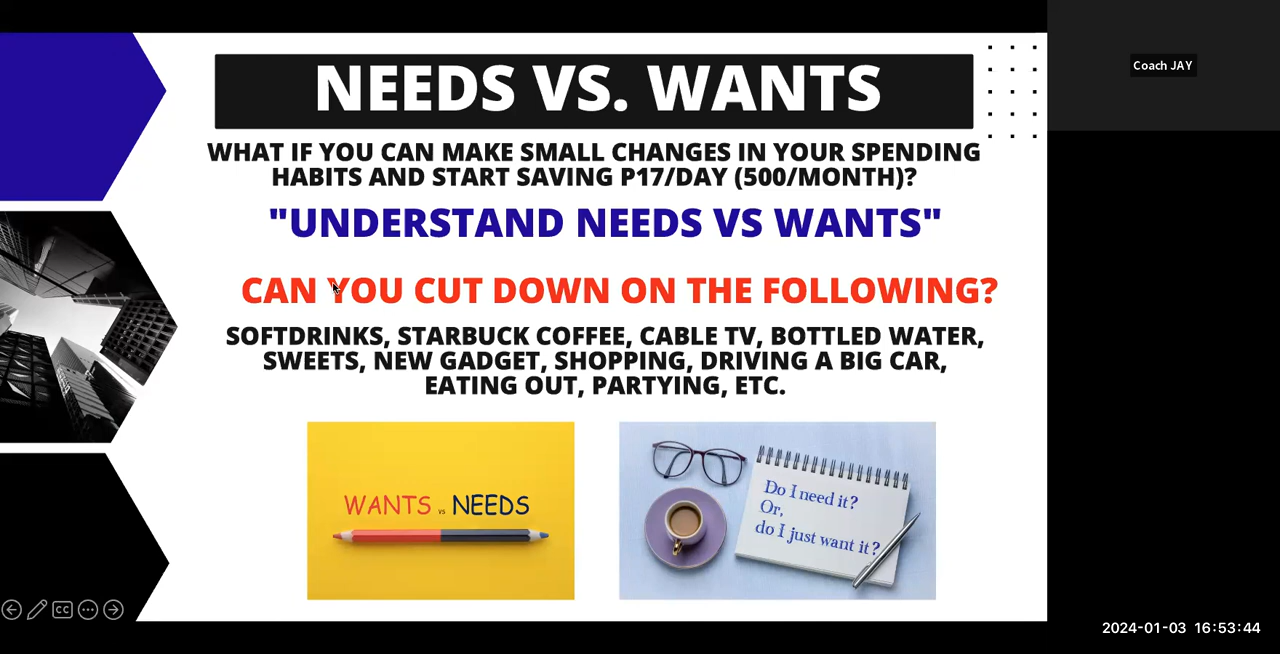 NEEDS VS. WANTS
Coach JAY
WHAT IF YOU CAN MAKE SMALL CHANGES IN YOUR SPENDING
HABITS AND START SAVING P17/DAY (500/MONTH)?
"UNDERSTAND NEEDS VS WANTS"
CAN YOU CUT DOWN ON THE FOLLOWING?
SOFTDRINKS, STARBUCK COFFEE, CABLE TV, BOTTLED WATER,
SWEETS, NEW GADGET, SHOPPING, DRIVING A BIG CAR,
EATING OUT, PARTYING, ETC.
WANTS vs NEEDS
Do I need it?
Or,
do I just want it?
CC
2024-01-03 16:53:44